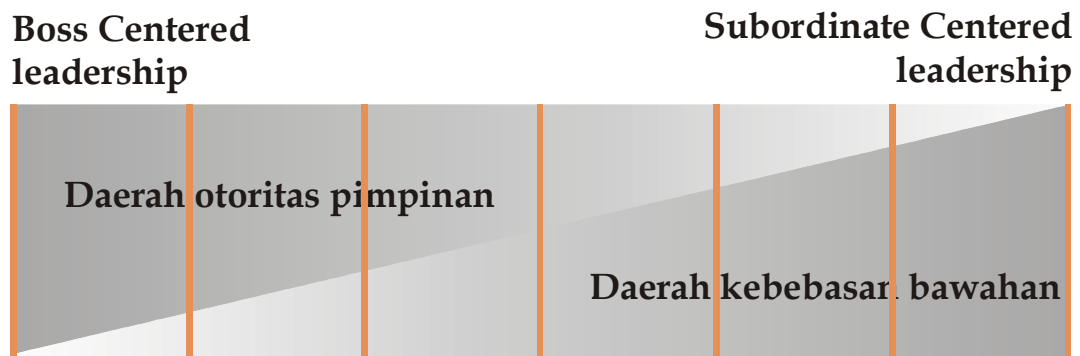 Boss Centered
leadership
Subordinate Centered
leadership
Daerah otoritas pimpinan
Daerah kebebasan bawahan